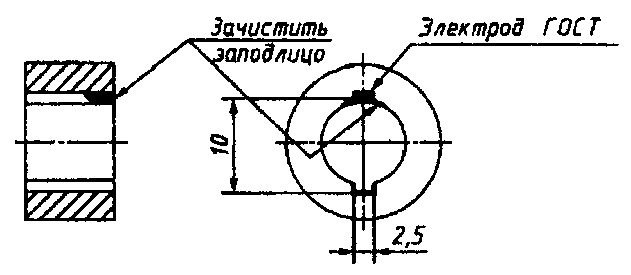 Зачистить
заподлицо
Электрод ГОСТ
10
2,5